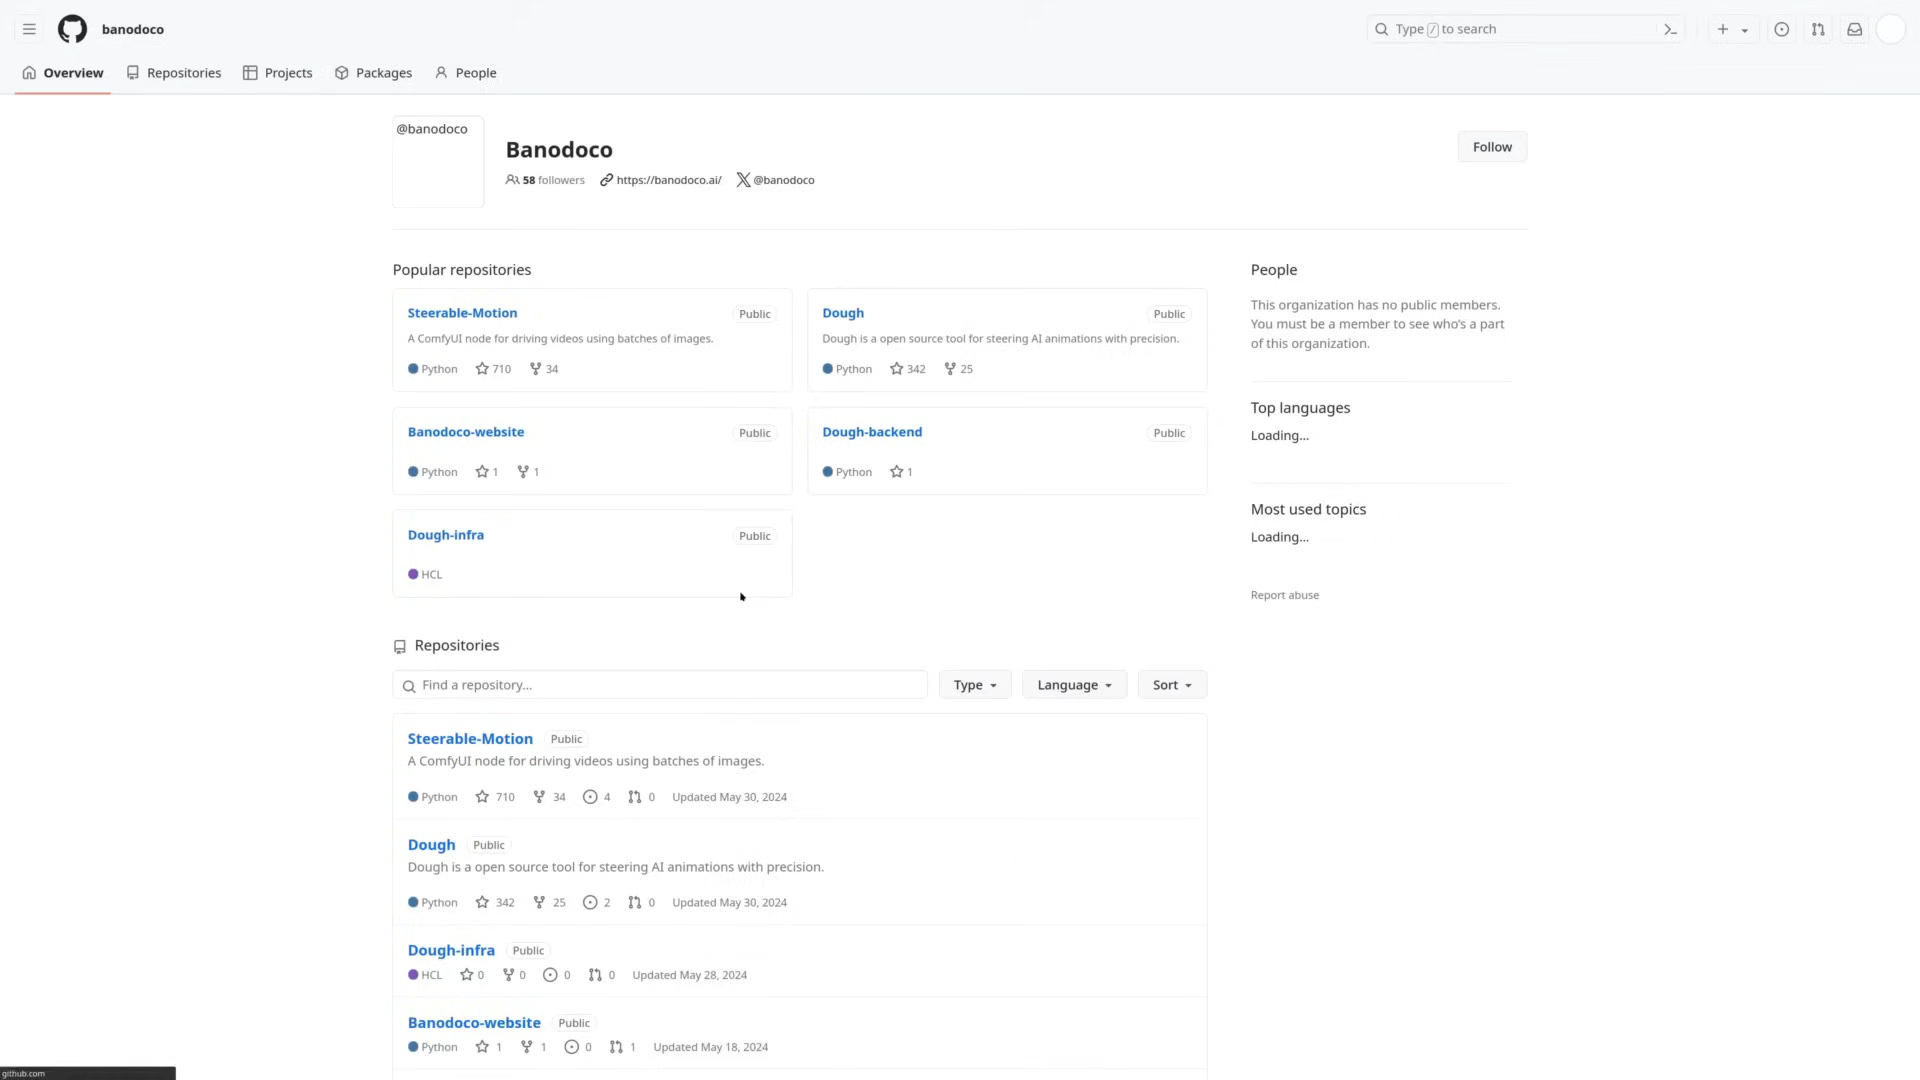 banodoco
Type / to search
Overview
Repositories
Projects
Packages
People
@banodoco
Banodoco
58 followers
https://banodoco.ai/
@banodoco
Follow
Popular repositories
Steerable-Motion
Public
A ComfyUI node for driving videos using batches of images.
Python
710
34
Dough
Public
Dough is a open source tool for steering AI animations with precision.
Python
342
25
Banodoco-website
Public
Python
1
1
Dough-backend
Public
Python
1
Dough-infra
Public
HCL
People
This organization has no public members.
You must be a member to see who's a part
of this organization.
Top languages
Loading...
Most used topics
Loading...
Report abuse
Repositories
Find a repository...
Type
Language
Sort
Steerable-Motion
Public
A ComfyUI node for driving videos using batches of images.
Python
710
34
4
0
Updated May 30, 2024
Dough
Public
Dough is a open source tool for steering AI animations with precision.
Python
342
25
2
0
Updated May 30, 2024
Dough-infra
Public
HCL
0
0
0
0
Updated May 28, 2024
Banodoco-website
Public
Python
1
1
0
1
Updated May 18, 2024
github.com